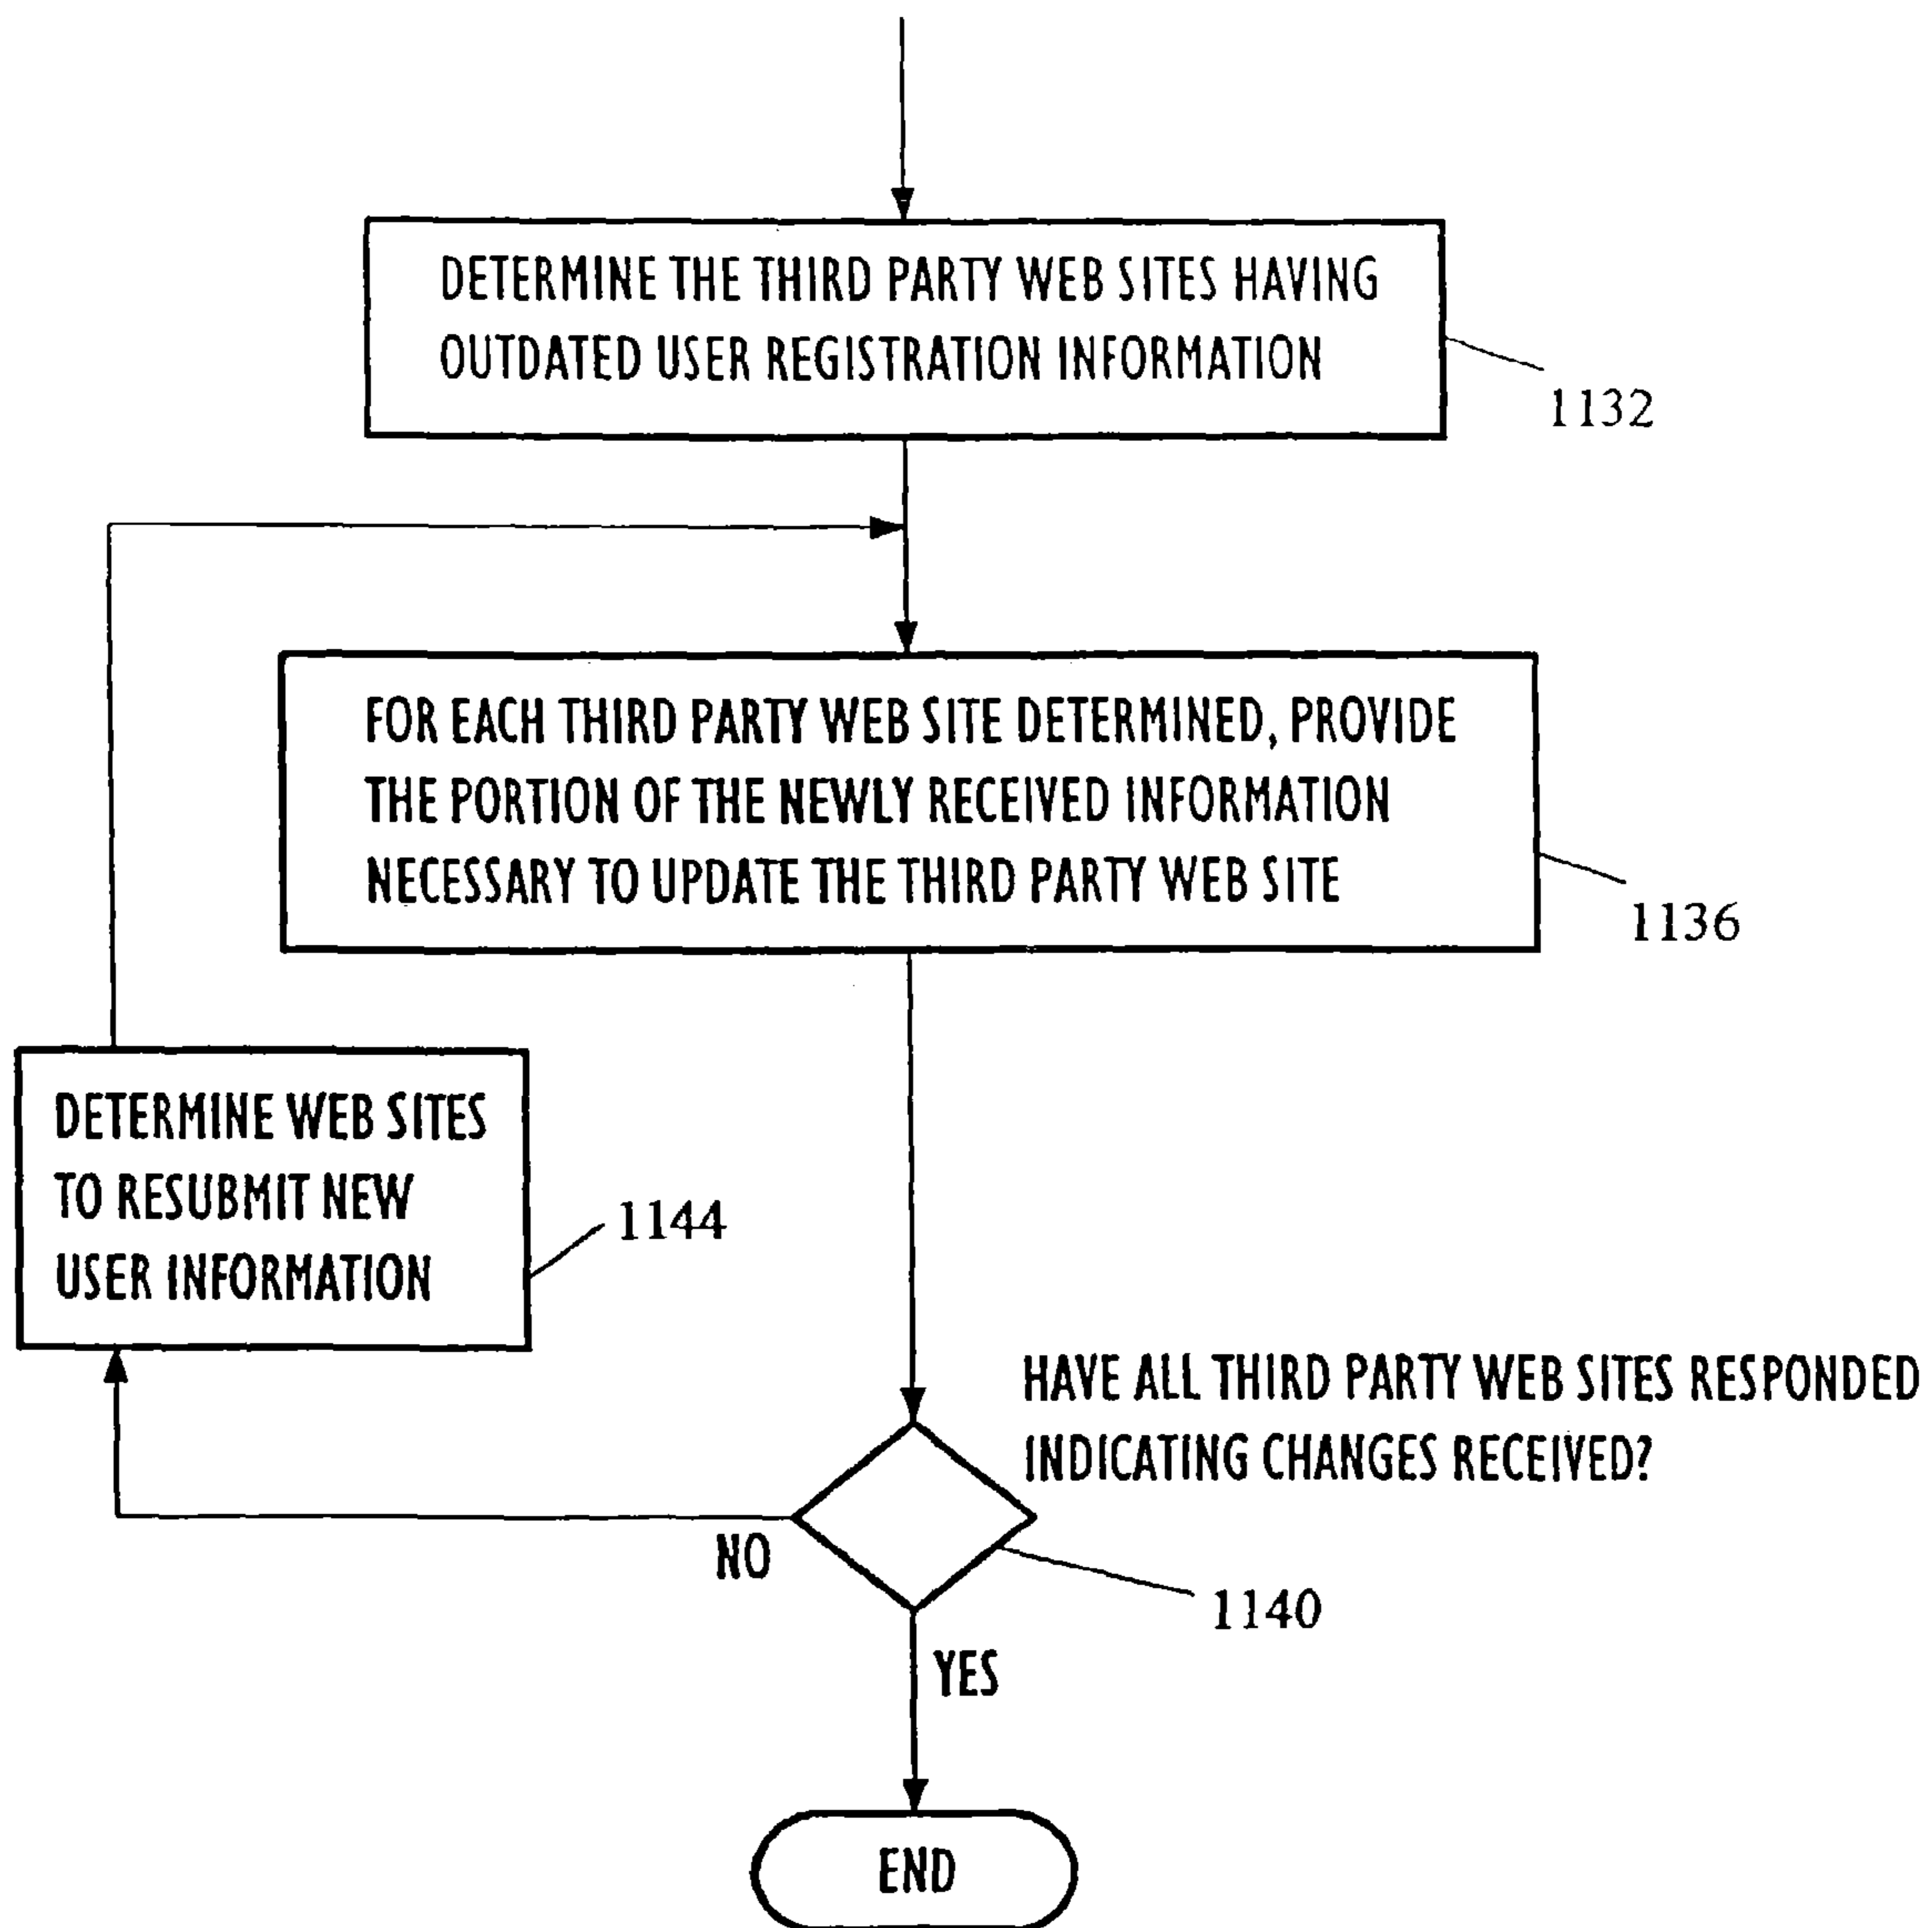 DETERMINE THE THIRD PARTY WEB SITES HAVING
OUTDATED USER REGISTRATION INFORMATION
1132
FOR EACH THIRD PARTY WEB SITE DETERMINED, PROVIDE
THE PORTION OF THE NEWLY RECEIVED INFORMATION
NECESSARY TO UPDATE THE THIRD PARTY WEB SITE
1136
DETERMINE WEB SITES
TO RESUBMIT NEW
USER INFORMATION
1144
HAVE ALL THIRD PARTY WEB SITES RESPONDED
INDICATING CHANGES RECEIVED?
NO
1140
YES
END